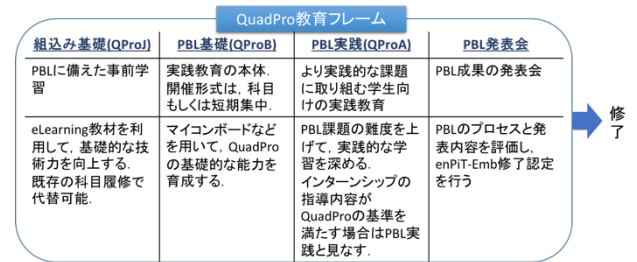 QuadPro教育フレーム
組込み基礎(QProJ)
PBLに備えた事前学
習
eLearning教材を利
用して，基礎的な技
術力を向上する．
既存の科目履修で
代替可能．
PBL基礎(QProB)
実践教育の本体．
開催形式は，科目
もしくは短期集中．
マイコンボードなど
を用いて，QuadPro
の基礎的な能力を
育成する．
PBL実践(QProA)
より実践的な課題
に取り組む学生向
けの実践教育
PBL課題の難度を上
げて，実践的な学
習を深める．
インターンシップの
指導内容が
QuadProの基準を
満たす場合はPBL実
践と見なす．
PBL発表会
PBL成果の発表会
PBLのプロセスと発
表内容を評価し，
enPiT-Emb修了認定
を行う
修
了